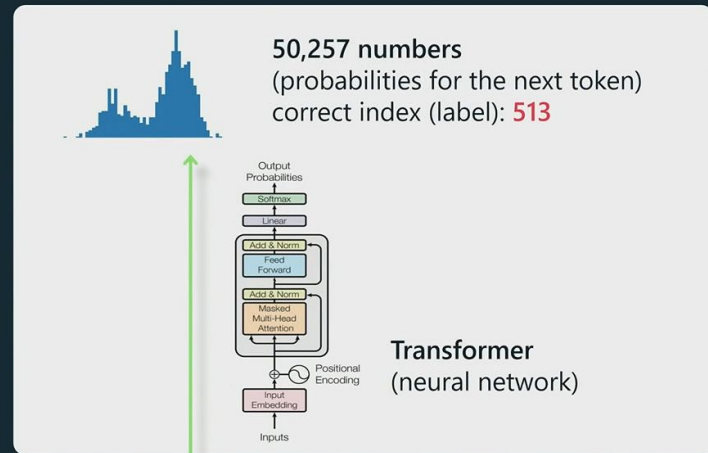 50,257 numbers
(probabilities for the next token)
correct index (label): 513
Output
Probabilities
Softmax
Linear
Add & Norm
Feed
Forward
Add & Norm
Masked
Multi-Head
Attention
Positional
Encoding
Input
Embedding
Inputs
Transformer
(neural network)